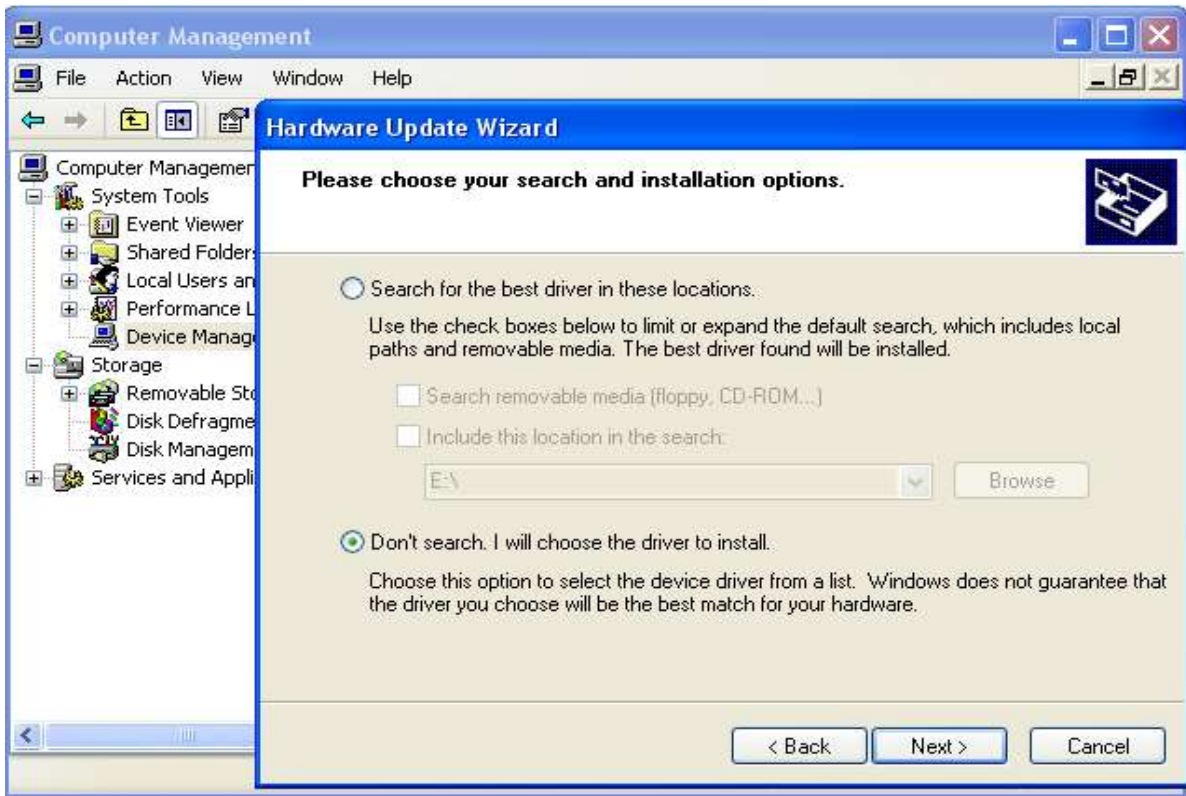 Computer Management
File Action View Window Help
Hardware Update Wizard
Computer Managemen
System Tools
Event Viewer
Shared Folder
Local Users an
Performance L
Device Manag
Storage
Removable Sto
Disk Defragme
Disk Managem
Services and Appli
Please choose your search and installation options.
Search for the best driver in these locations.
Use the check boxes below to limit or expand the default search, which includes local
paths and removable media. The best driver found will be installed.
Search removable media (floppy, CD-ROM...)
Include this location in the search:
E:\
Browse
Don't search. I will choose the driver to install.
Choose this option to select the device driver from a list. Windows does not guarantee that
the driver you choose will be the best match for your hardware.
< Back Next > Cancel